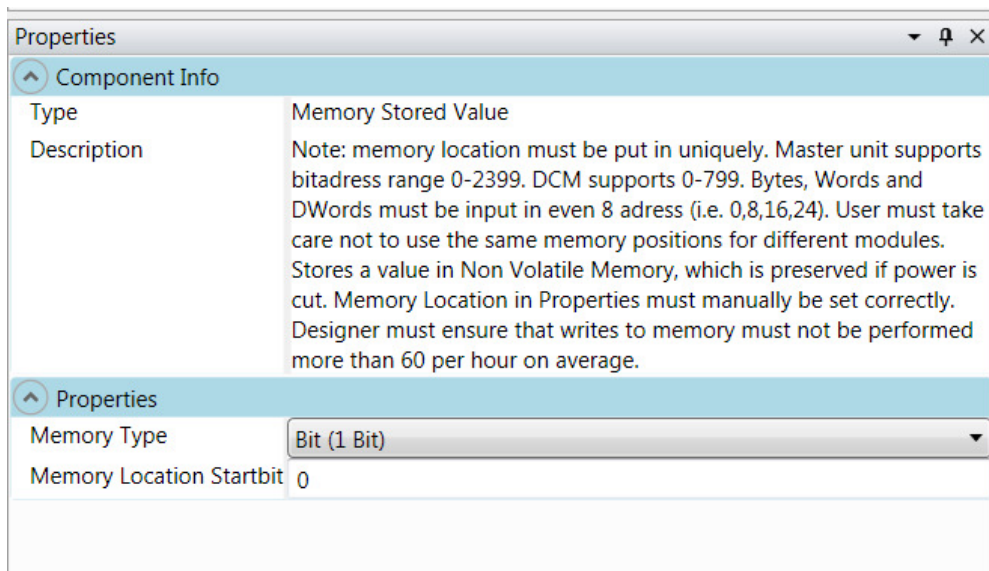 Properties
Component Info
Type Memory Stored Value
Description Note: memory location must be put in uniquely. Master unit supports
bitadress range 0-2399. DCM supports 0-799. Bytes, Words and
DWords must be input in even 8 adress (i.e. 0,8,16,24). User must take
care not to use the same memory positions for different modules.
Stores a value in Non Volatile Memory, which is preserved if power is
cut. Memory Location in Properties must manually be set correctly.
Designer must ensure that writes to memory must not be performed
more than 60 per hour on average.
Properties
Memory Type Bit (1 Bit)
Memory Location Startbit 0